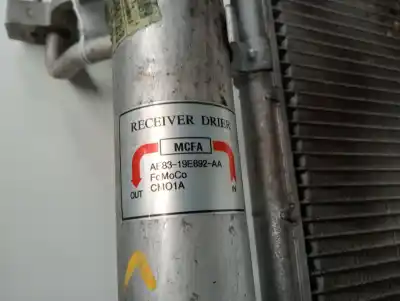 RECEIVER DRIER
MCFA
AE83-19E892-AA
FoMoCo
OUT CM01A IN